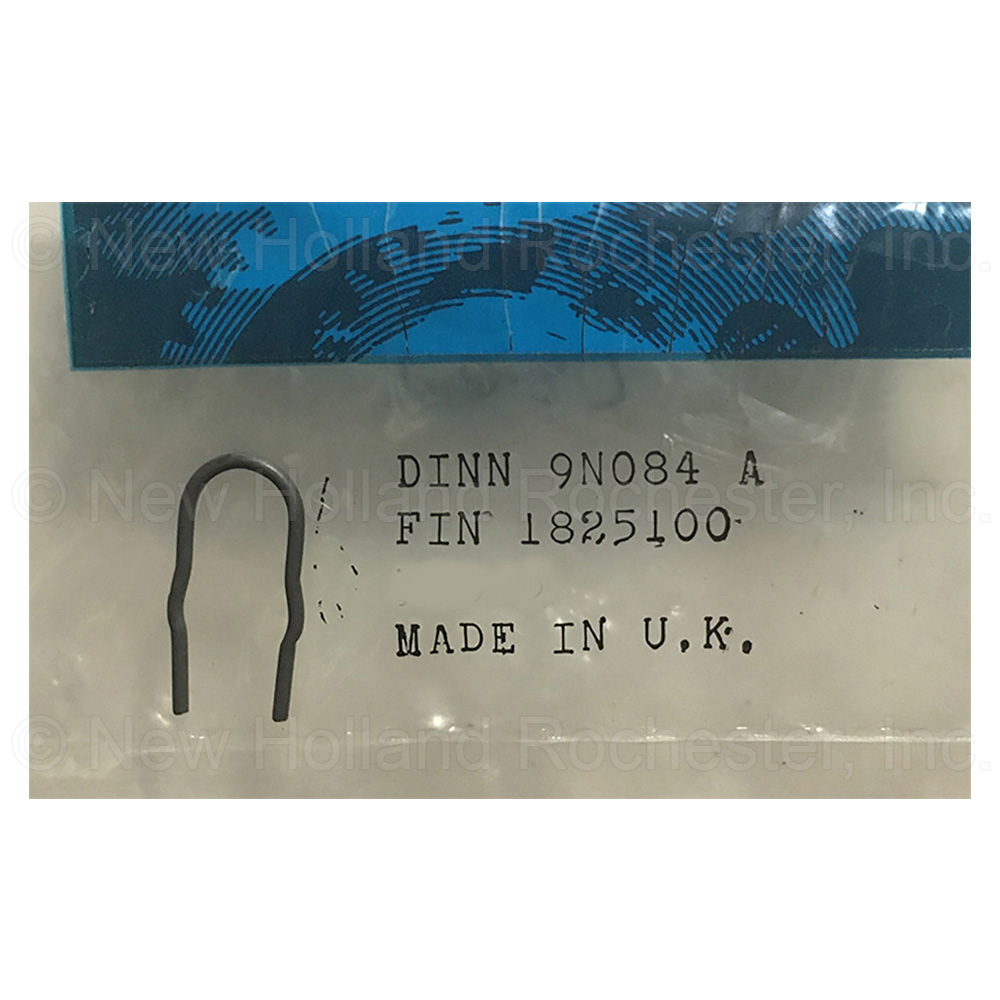 © New Holland Rochester, Inc.
DINN 9N084 A
© New Holland Rochester, Inc.
FIN 1825100
MADE IN U.K.
© New Holland Rochester, Inc.